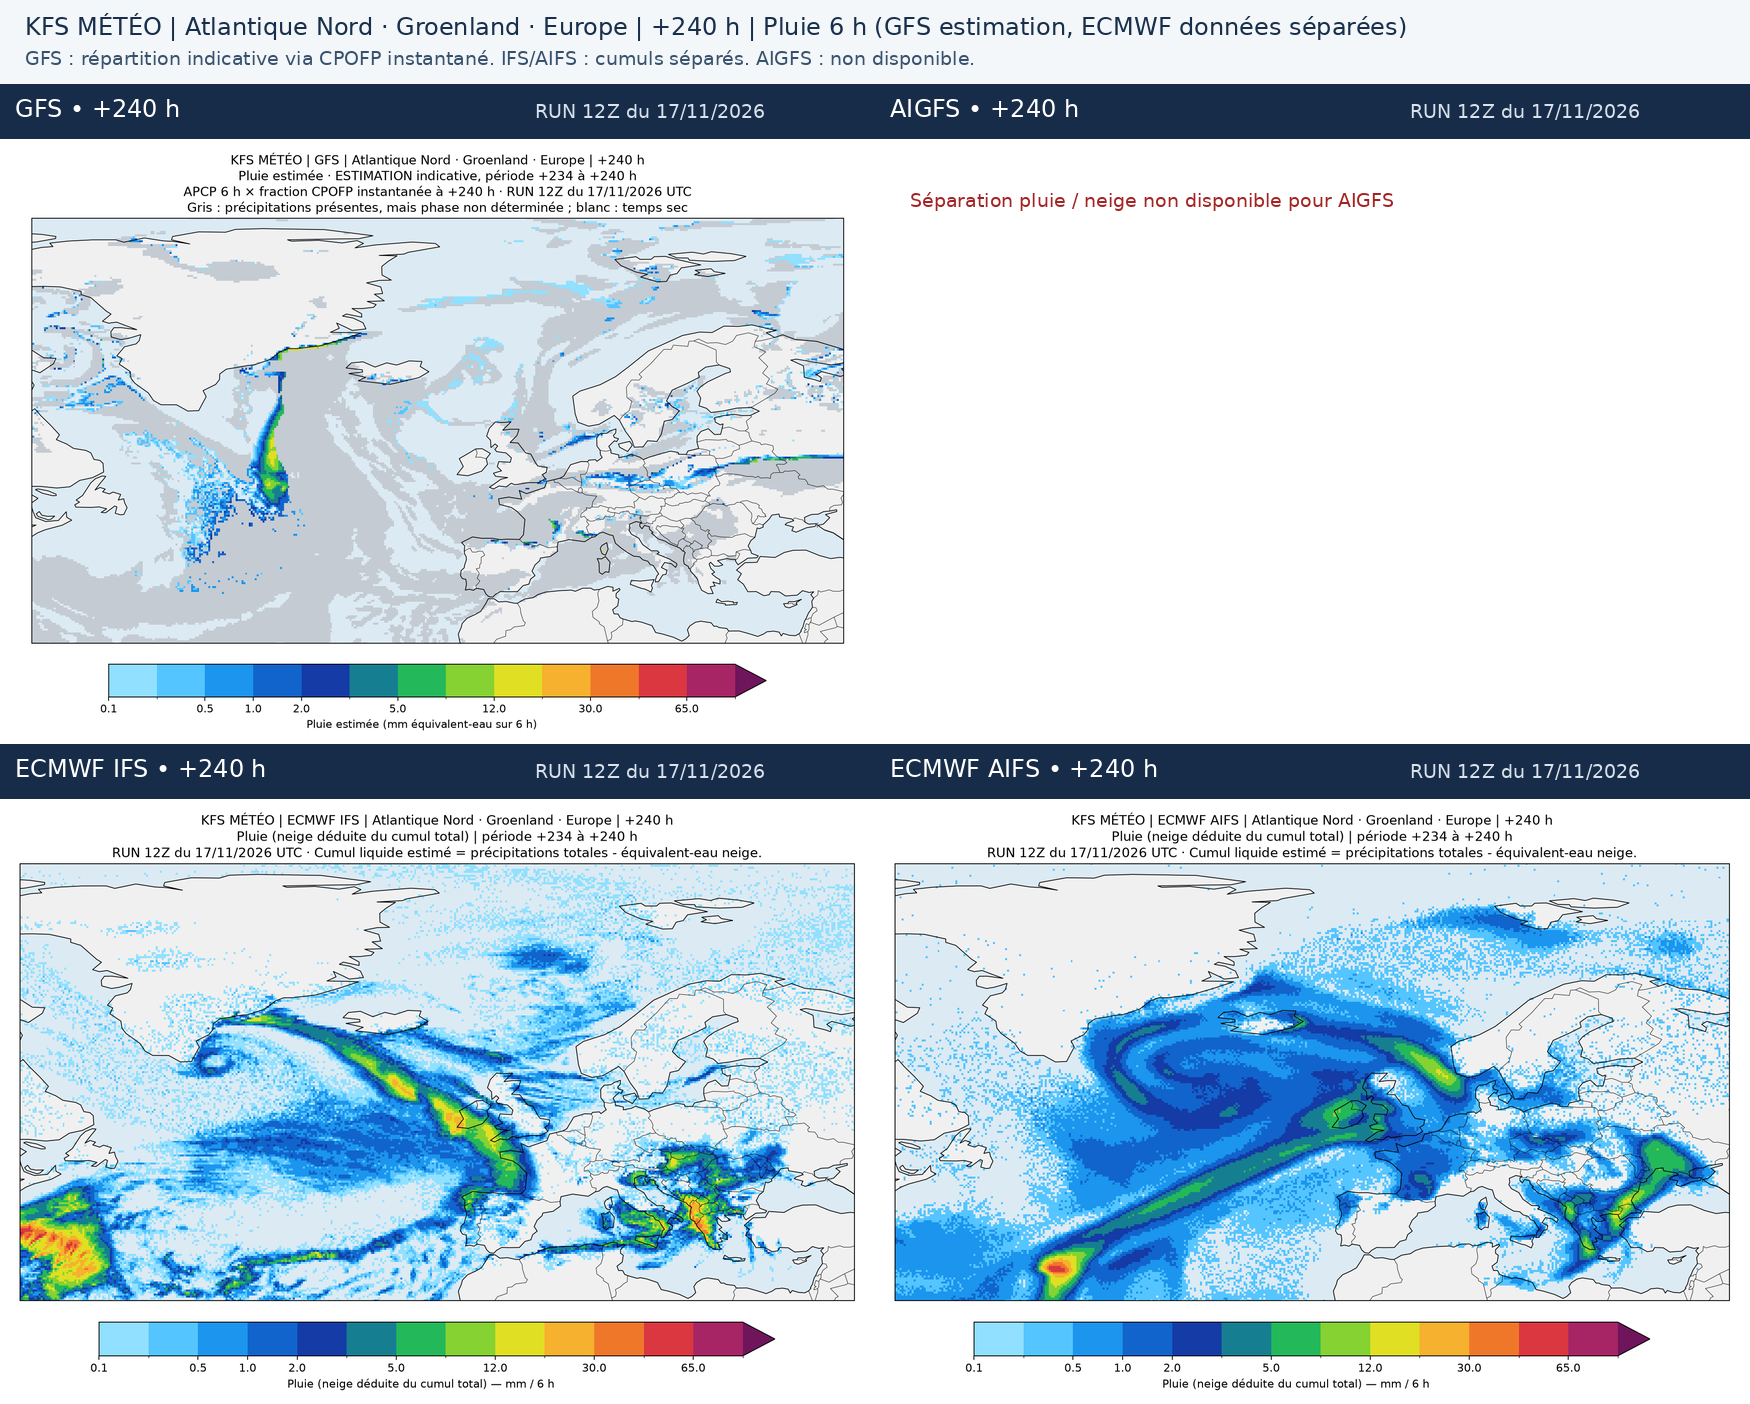 KFS MÉTÉO | Atlantique Nord · Groenland · Europe | +240 h | Pluie 6 h (GFS estimation, ECMWF données séparées)
GFS : répartition indicative via CPOFP instantané. IFS/AIFS : cumuls séparés. AIGFS : non disponible.
GFS • +240 h RUN 12Z du 17/11/2026
KFS MÉTÉO | GFS | Atlantique Nord · Groenland · Europe | +240 h
Pluie estimée · ESTIMATION indicative, période +234 à +240 h
APCP 6 h × fraction CPOFP instantanée à +240 h · RUN 12Z du 17/11/2026 UTC
Gris : précipitations présentes, mais phase non déterminée ; blanc : temps sec
0.1 0.5 1.0 2.0 5.0 12.0 30.0 65.0
Pluie estimée (mm équivalent-eau sur 6 h)
AIGFS • +240 h RUN 12Z du 17/11/2026
Séparation pluie / neige non disponible pour AIGFS
ECMWF IFS • +240 h RUN 12Z du 17/11/2026
KFS MÉTÉO | ECMWF IFS | Atlantique Nord · Groenland · Europe | +240 h
Pluie (neige déduite du cumul total) | période +234 à +240 h
RUN 12Z du 17/11/2026 UTC · Cumul liquide estimé = précipitations totales - équivalent-eau neige.
0.1 0.5 1.0 2.0 5.0 12.0 30.0 65.0
Pluie (neige déduite du cumul total) — mm / 6 h
ECMWF AIFS • +240 h RUN 12Z du 17/11/2026
KFS MÉTÉO | ECMWF AIFS | Atlantique Nord · Groenland · Europe | +240 h
Pluie (neige déduite du cumul total) | période +234 à +240 h
RUN 12Z du 17/11/2026 UTC · Cumul liquide estimé = précipitations totales - équivalent-eau neige.
0.1 0.5 1.0 2.0 5.0 12.0 30.0 65.0
Pluie (neige déduite du cumul total) — mm / 6 h